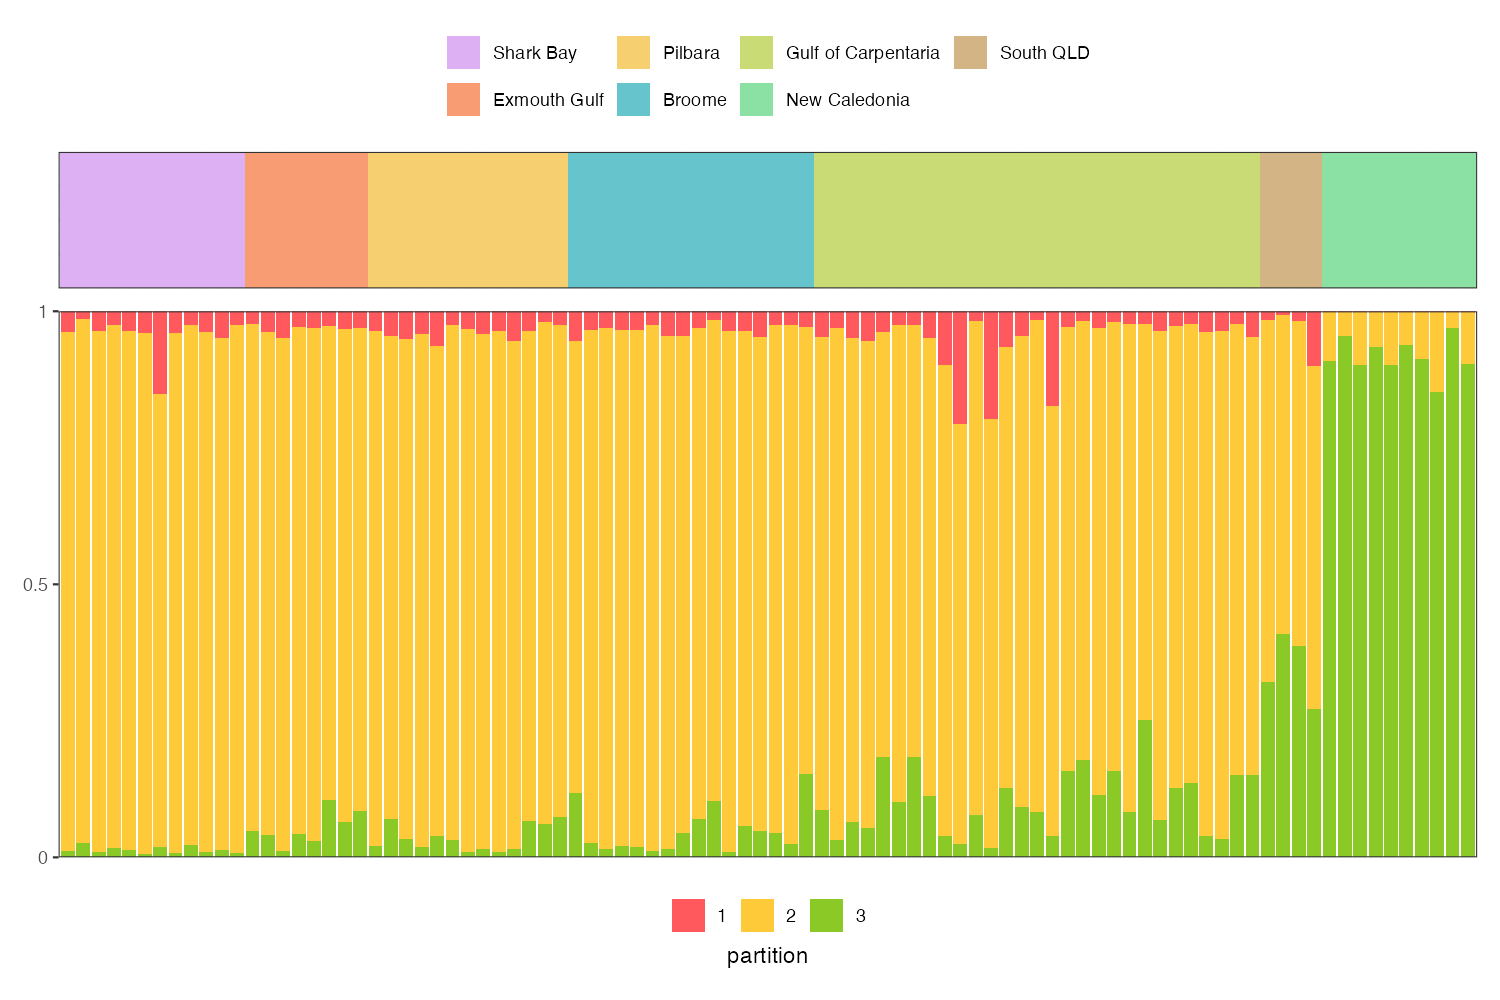 Shark Bay Pilbara Gulf of Carpentaria South QLD
Exmouth Gulf Broome New Caledonia
1
0.5
0
1 2 3
partition